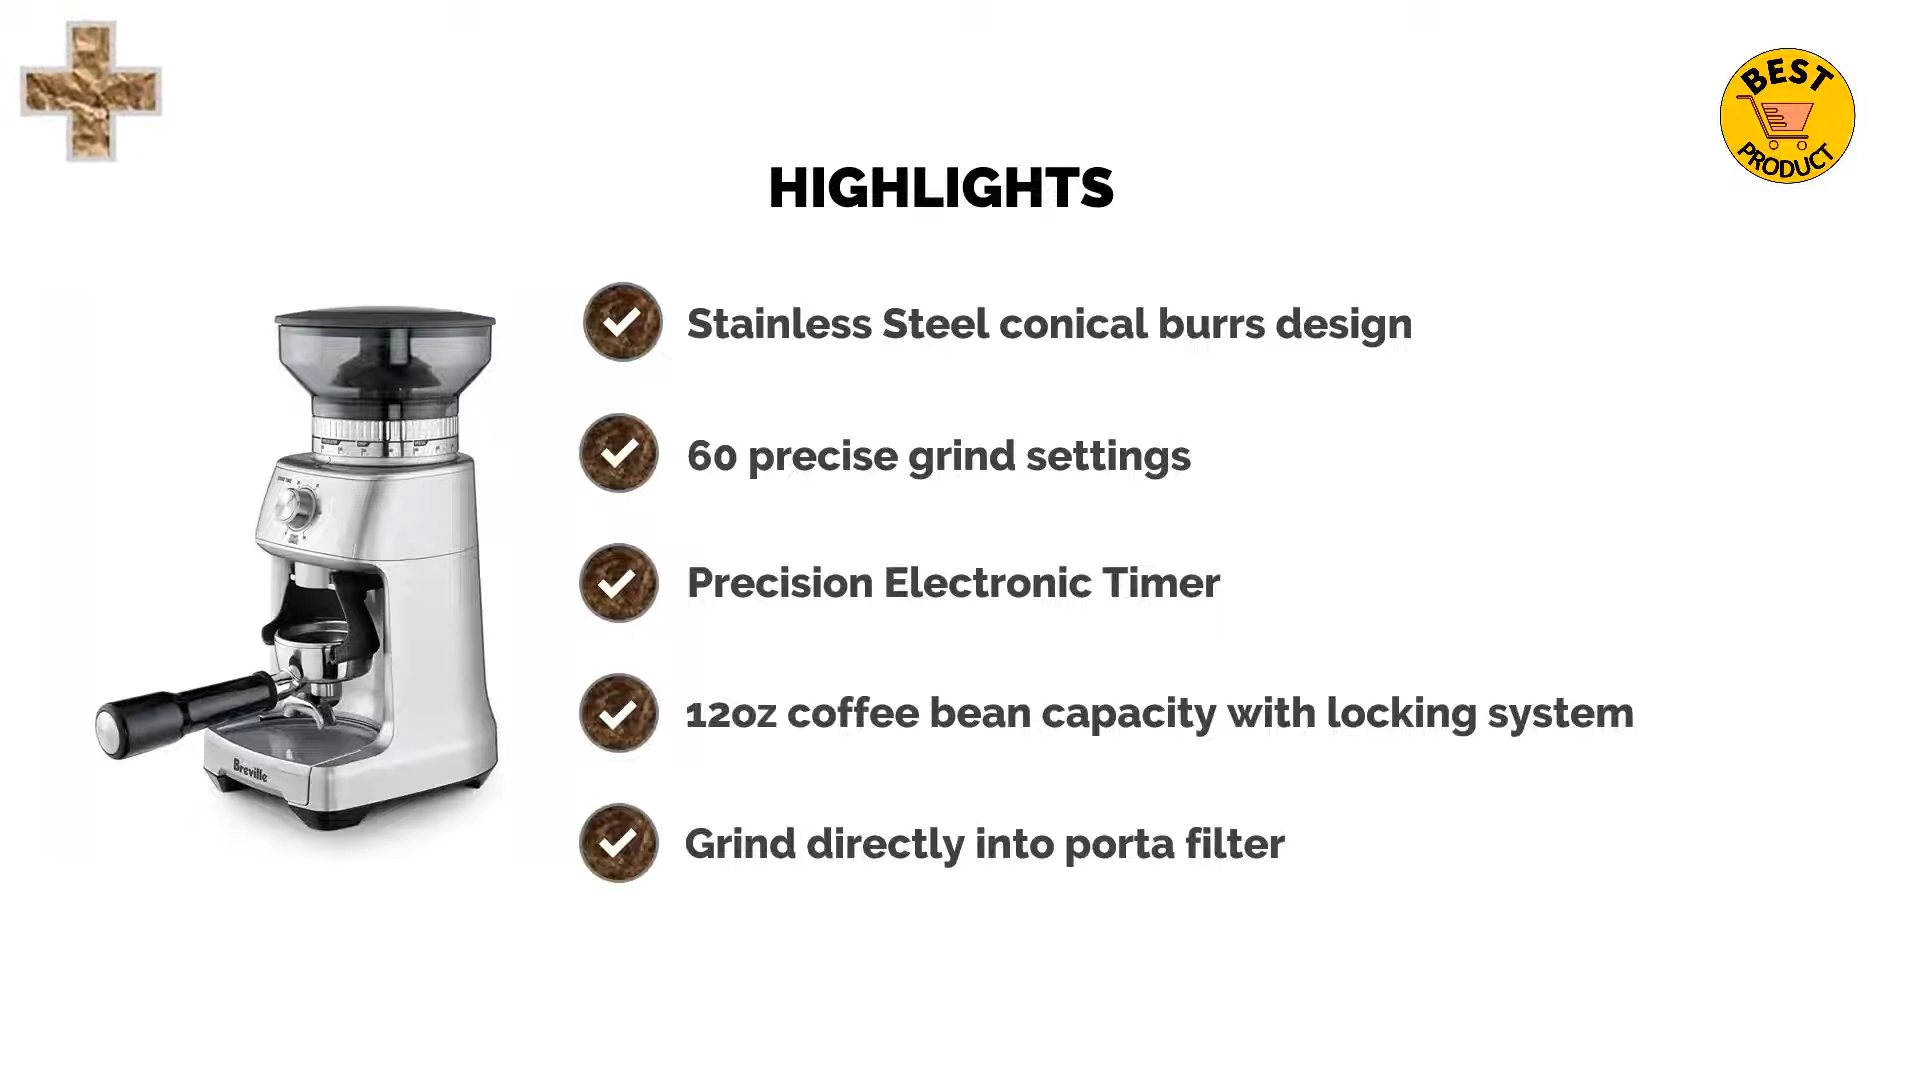 BEST
PRODUCT
HIGHLIGHTS
Stainless Steel conical burrs design
60 precise grind settings
Precision Electronic Timer
12oz coffee bean capacity with locking system
Grind directly into porta filter
Breville